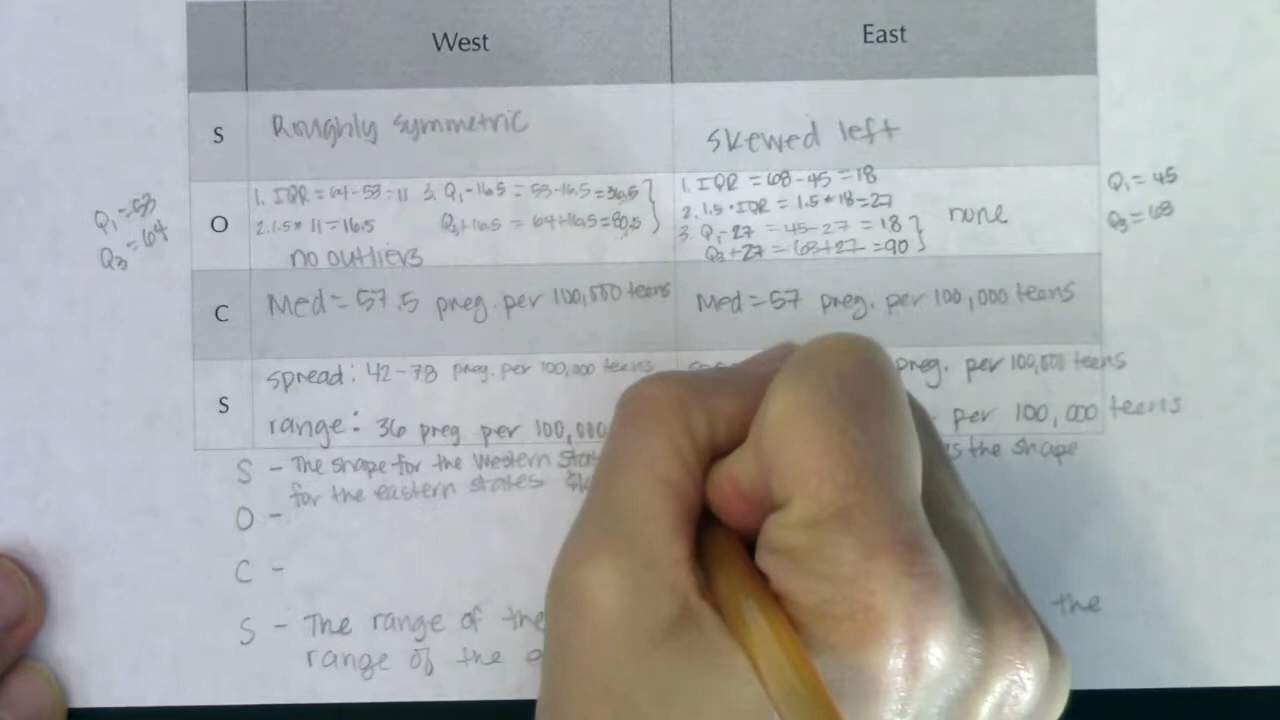 West East
S Roughly symmetric skewed left
1. IQR = 64-53=11 3. Q1-16.5 = 53-16.5=36.5
2. 1.5* 11=16.5 Q3+16.5 = 64+16.5=80.5
O no outliers
1. IQR = 68-45=18
2. 1.5•IQR = 1.5*18=27
3. Q1-27 = 45-27 = 18
Q3+27 = 63+27 =90
none
Q1=53
Q3=64
Q1=45
Q3=63
C Med=57.5 preg. per 100,000 teens Med=57 preg. per 100,000 teens
S spread: 42-78 preg. per 100,000 teens preg. per 100,000 teens
range: 36 preg per 100,000 per 100,000 teens
S - The shape for the Western the shape
for the eastern states
O -
C -
S - The range of the the
range of the